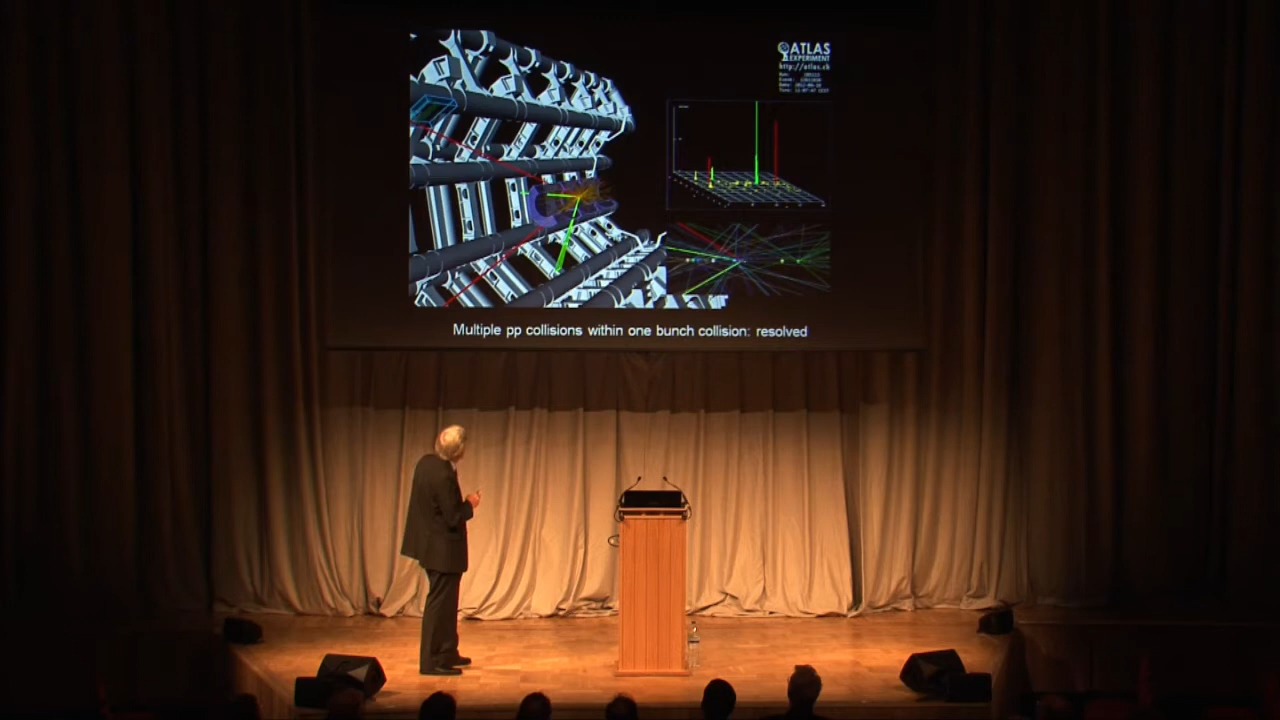 ATLAS
EXPERIMENT
http://atlas.ch
Multiple pp collisions within one bunch collision: resolved